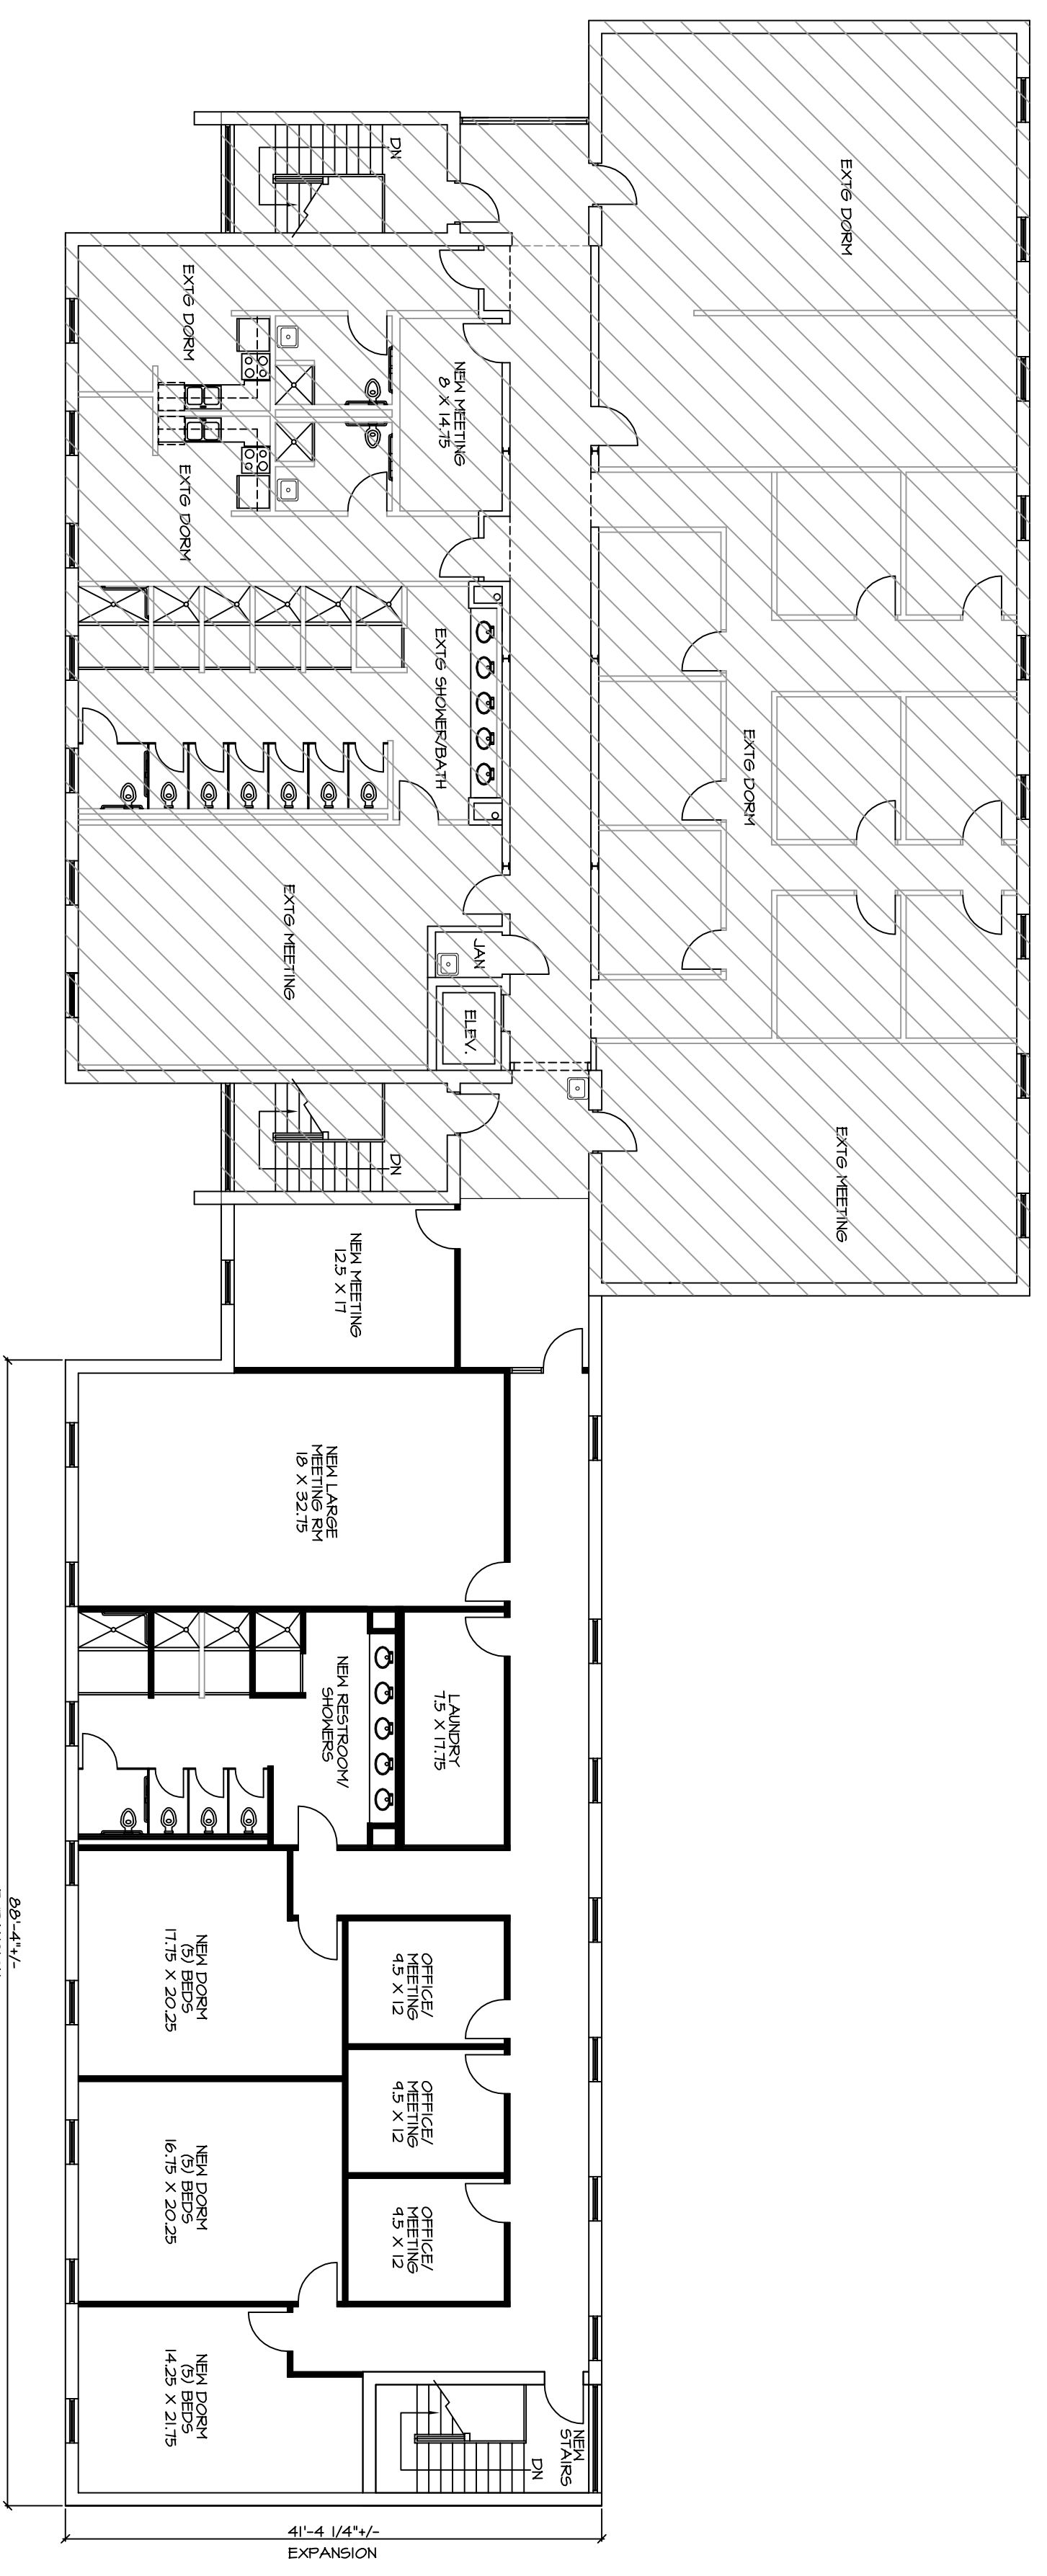 EXTG DORM
DN
EXTG DORM
NEW MEETING
8 X 14.75
EXTG DORM
EXTG SHOWER/BATH
EXTG DORM
EXTG MEETING
JAN
ELEV.
DN
EXTG MEETING
NEW MEETING
12.5 X 17
NEW LARGE
MEETING RM
18 X 32.75
NEW RESTROOM/
SHOWERS
LAUNDRY
7.5 X 17.75
NEW DORM
(5) BEDS
17.75 X 20.25
OFFICE/
MEETING
9.5 X 12
OFFICE/
MEETING
9.5 X 12
NEW DORM
(5) BEDS
16.75 X 20.25
OFFICE/
MEETING
9.5 X 12
NEW DORM
(5) BEDS
14.25 X 21.75
NEW
STAIRS
DN
88'-4"+/-
41'-4 1/4"+/-
EXPANSION